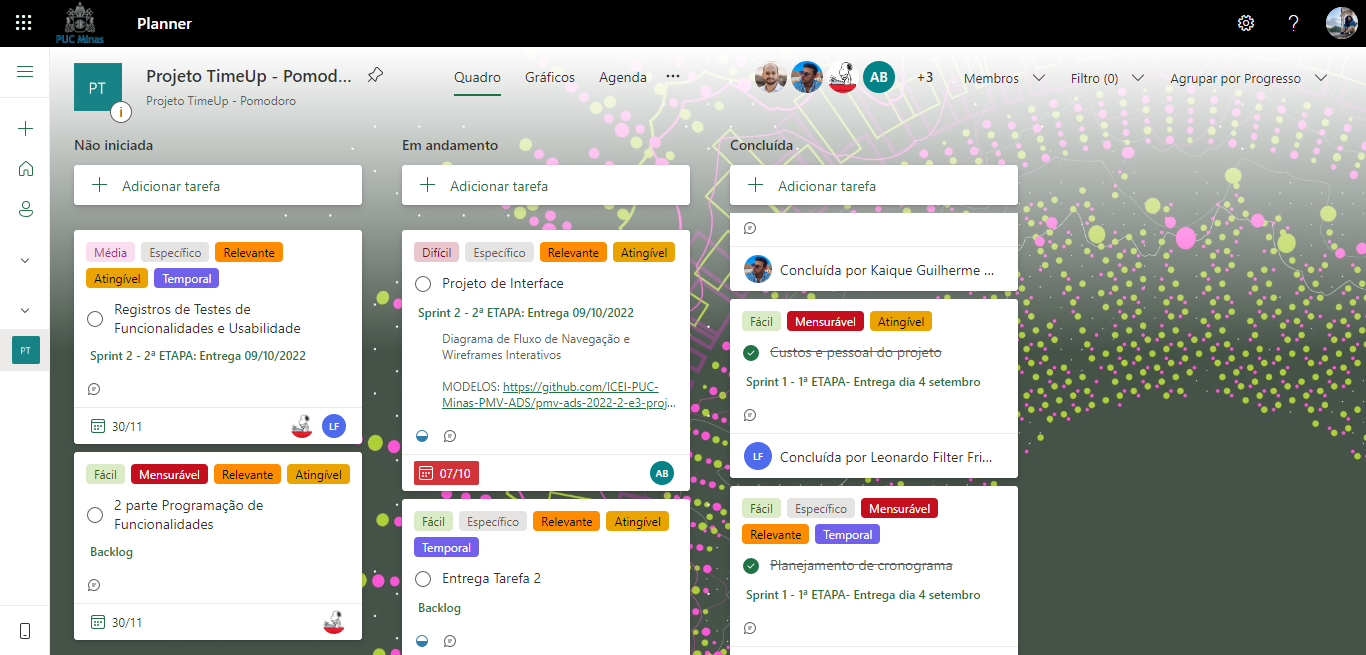 PUC Minas
Planner
PT
Projeto TimeUp - Pomod...
Projeto TimeUp - Pomodoro
Quadro
Gráficos
Agenda
AB
+3
Membros
Filtro (0)
Agrupar por Progresso
PT
Não iniciada
Adicionar tarefa
Média
Específico
Relevante
Atingível
Temporal
Registros de Testes de
Funcionalidades e Usabilidade
Sprint 2 - 2ª ETAPA: Entrega 09/10/2022
30/11
LF
Fácil
Mensurável
Relevante
Atingível
2 parte Programação de
Funcionalidades
Backlog
30/11
Em andamento
Adicionar tarefa
Difícil
Específico
Relevante
Atingível
Projeto de Interface
Sprint 2 - 2ª ETAPA: Entrega 09/10/2022
Diagrama de Fluxo de Navegação e
Wireframes Interativos
MODELOS: https://github.com/ICEI-PUC-
Minas-PMV-ADS/pmv-ads-2022-2-e3-proj...
07/10
AB
Fácil
Específico
Relevante
Atingível
Temporal
Entrega Tarefa 2
Backlog
Concluída
Adicionar tarefa
Concluída por Kaique Guilherme ...
Fácil
Mensurável
Atingível
Custos e pessoal do projeto
Sprint 1 - 1ª ETAPA- Entrega dia 4 setembro
LF
Concluída por Leonardo Filter Fri...
Fácil
Específico
Mensurável
Relevante
Temporal
Planejamento de cronograma
Sprint 1 - 1ª ETAPA- Entrega dia 4 setembro